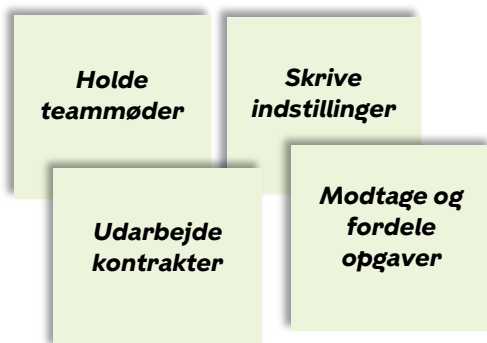 Holde
teammøder
Skrive
indstillinger
Udarbejde
kontrakter
Modtage og
fordele
opgaver